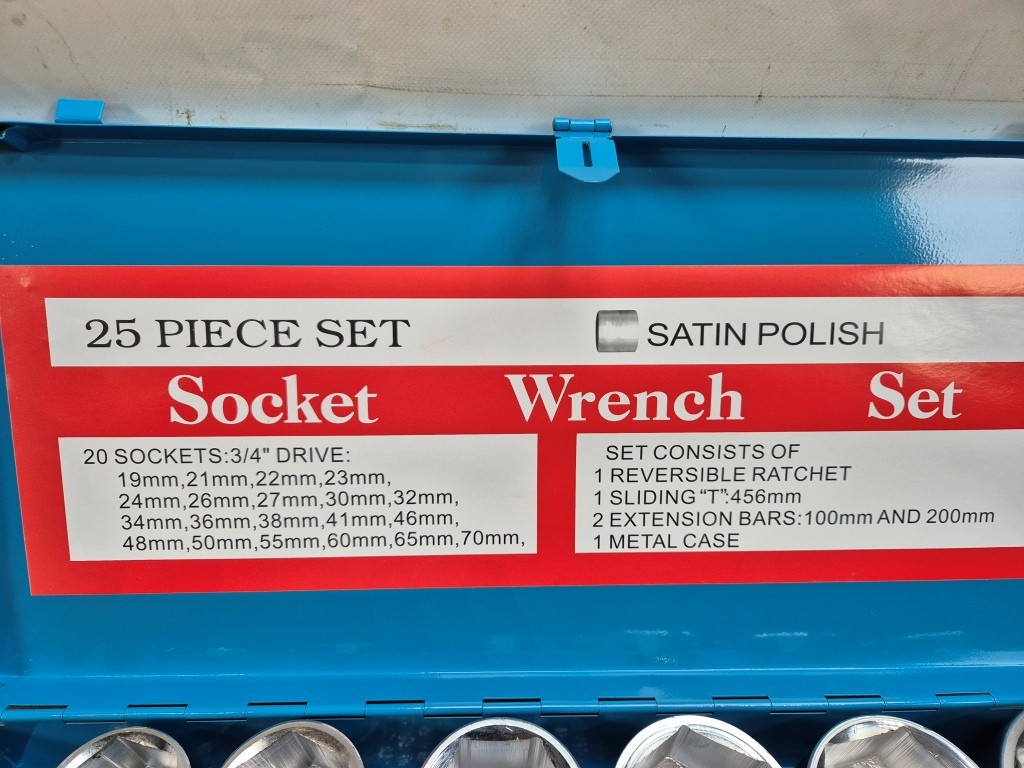 25 PIECE SET
SATIN POLISH
Socket Wrench Set
20 SOCKETS:3/4" DRIVE:
19mm,21mm,22mm,23mm,
24mm,26mm,27mm,30mm,32mm,
34mm,36mm,38mm,41mm,46mm,
48mm,50mm,55mm,60mm,65mm,70mm,
SET CONSISTS OF
1 REVERSIBLE RATCHET
1 SLIDING “T”:456mm
2 EXTENSION BARS:100mm AND 200mm
1 METAL CASE